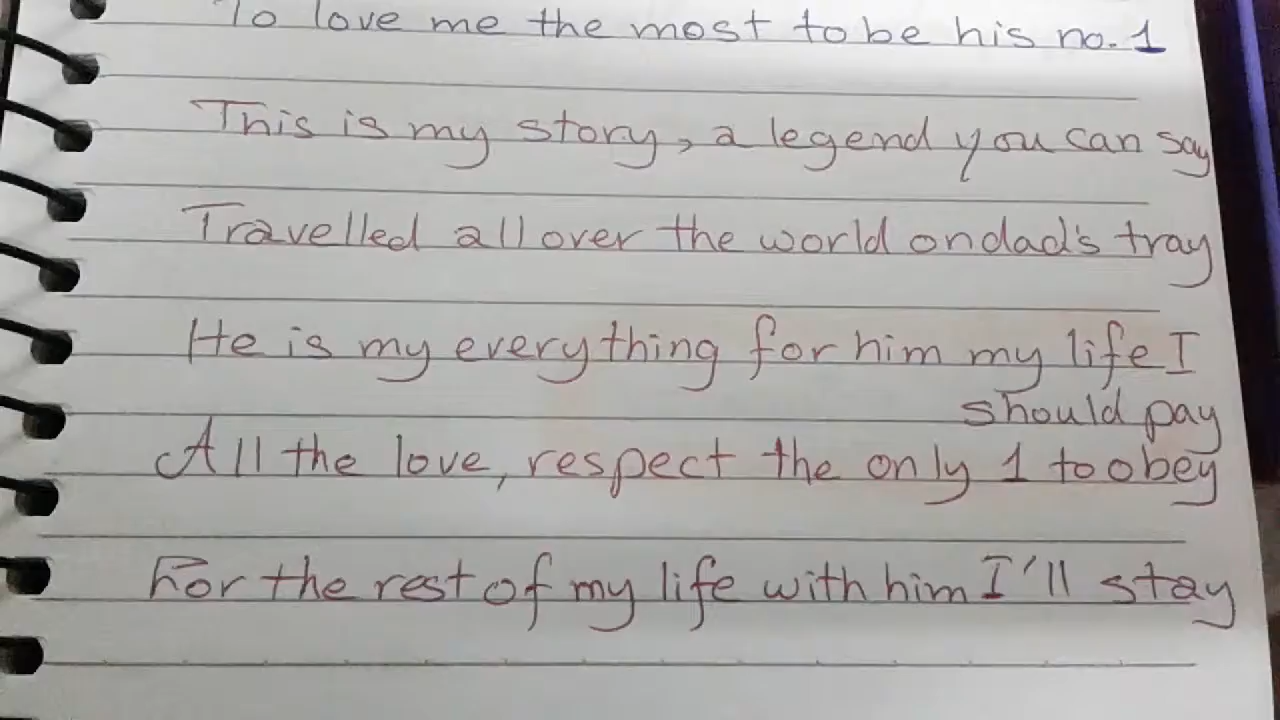 To love me the most to be his no. 1
This is my story, a legend you can say
Travelled all over the world on dad's tray
He is my everything for him my life I
should pay
All the love, respect the only 1 to obey
For the rest of my life with him I'll stay